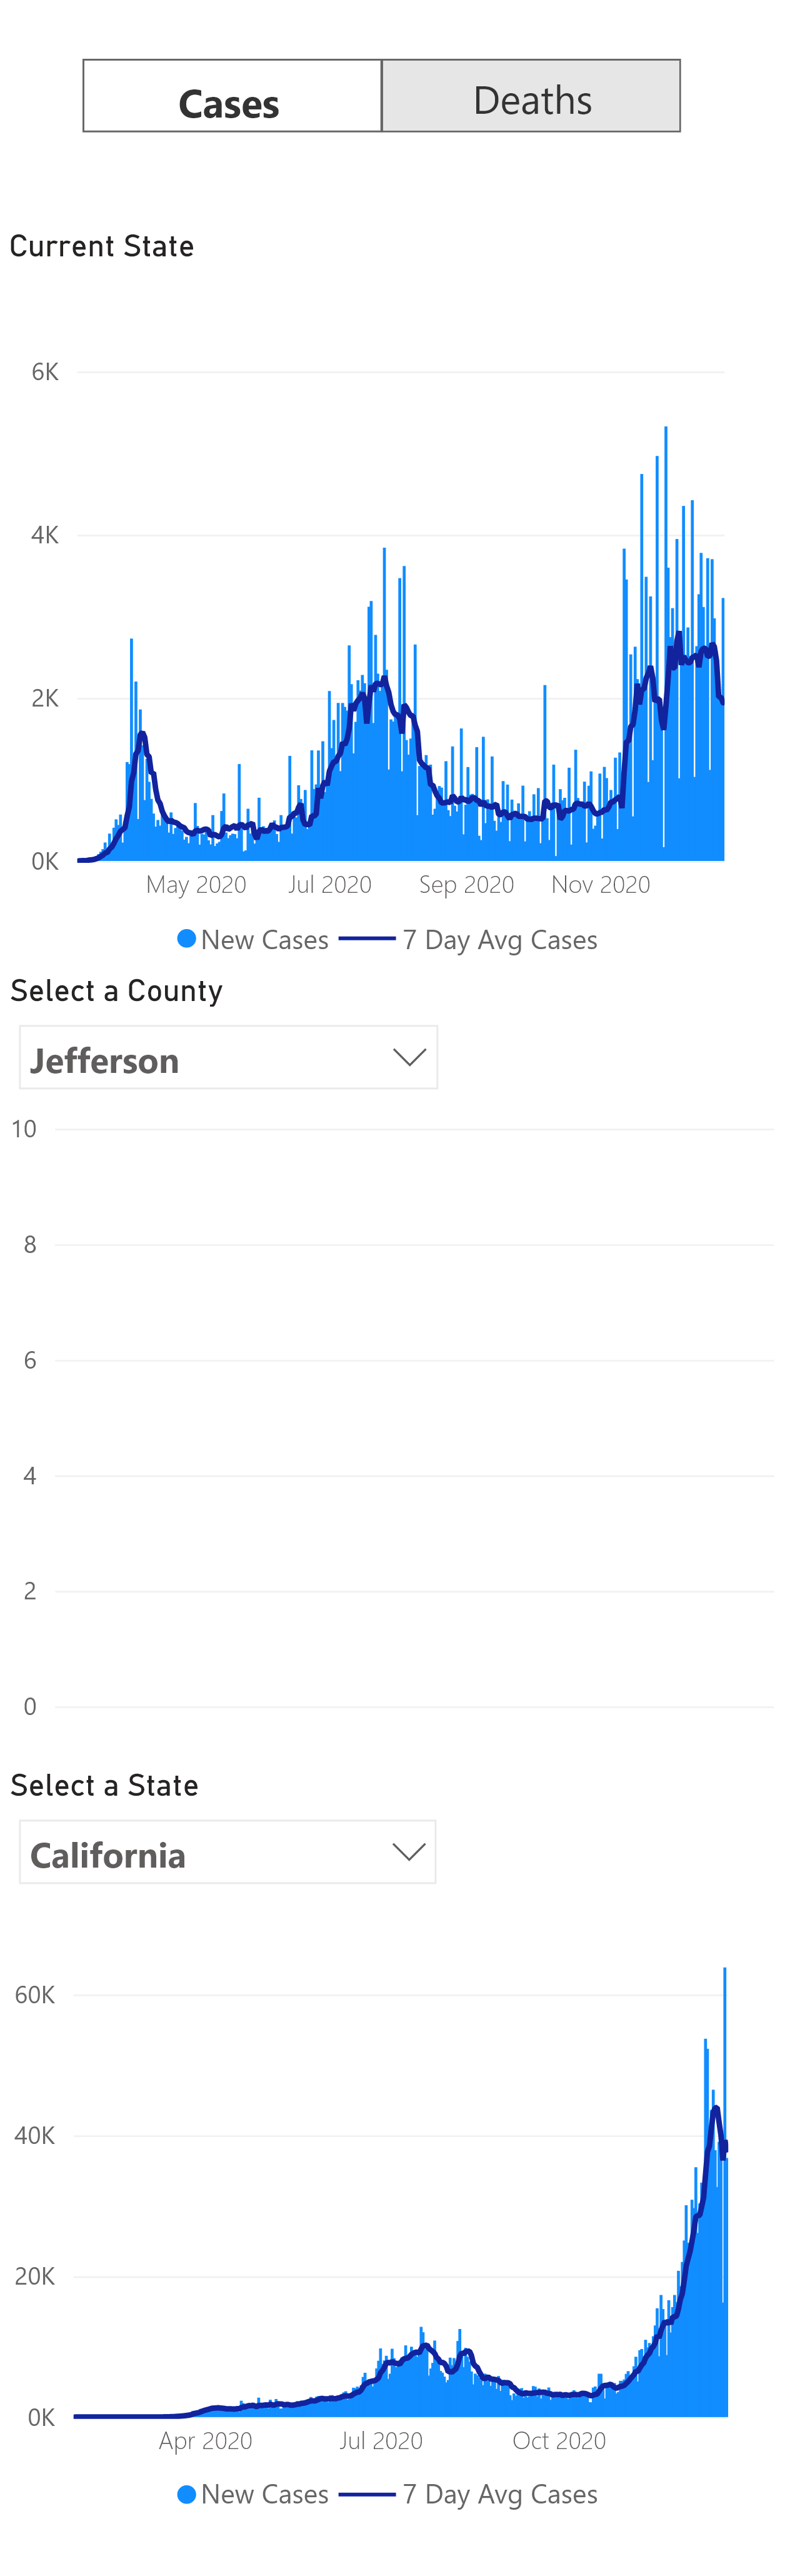 Cases Deaths
Current State
6K
4K
2K
0K
May 2020 Jul 2020 Sep 2020 Nov 2020
New Cases 7 Day Avg Cases
Select a County
Jefferson
10
8
6
4
2
0
Select a State
California
60K
40K
20K
0K
Apr 2020 Jul 2020 Oct 2020
New Cases 7 Day Avg Cases